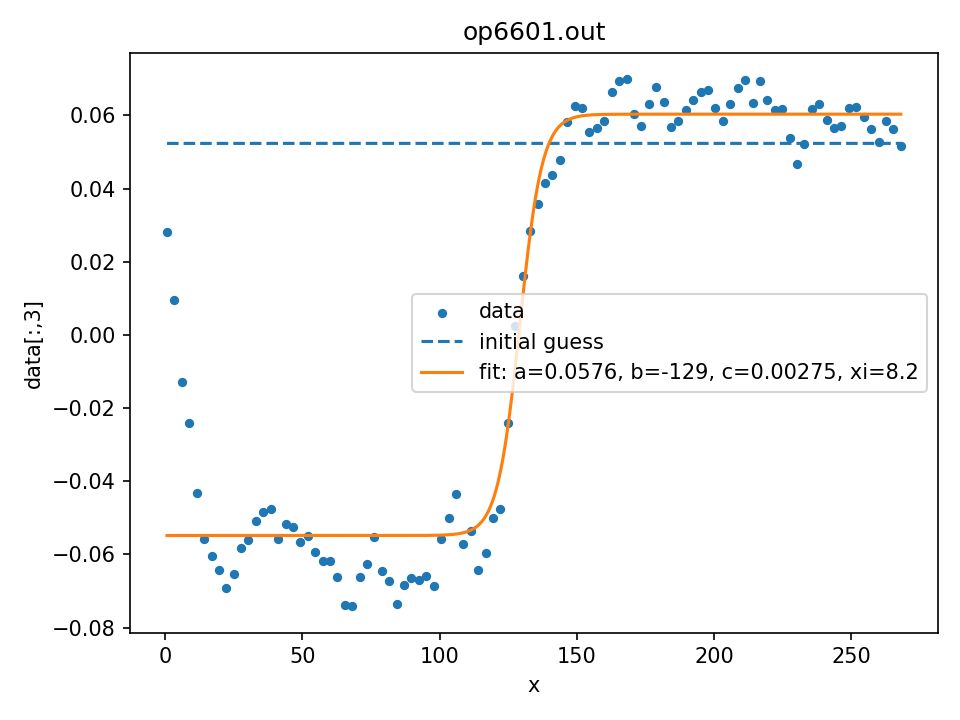 op6601.out
0.06
0.04
0.02
0.00
−0.02
−0.04
−0.06
−0.08
data[:,3]
data
initial guess
fit: a=0.0576, b=-129, c=0.00275, xi=8.2
0 50 100 150 200 250
x